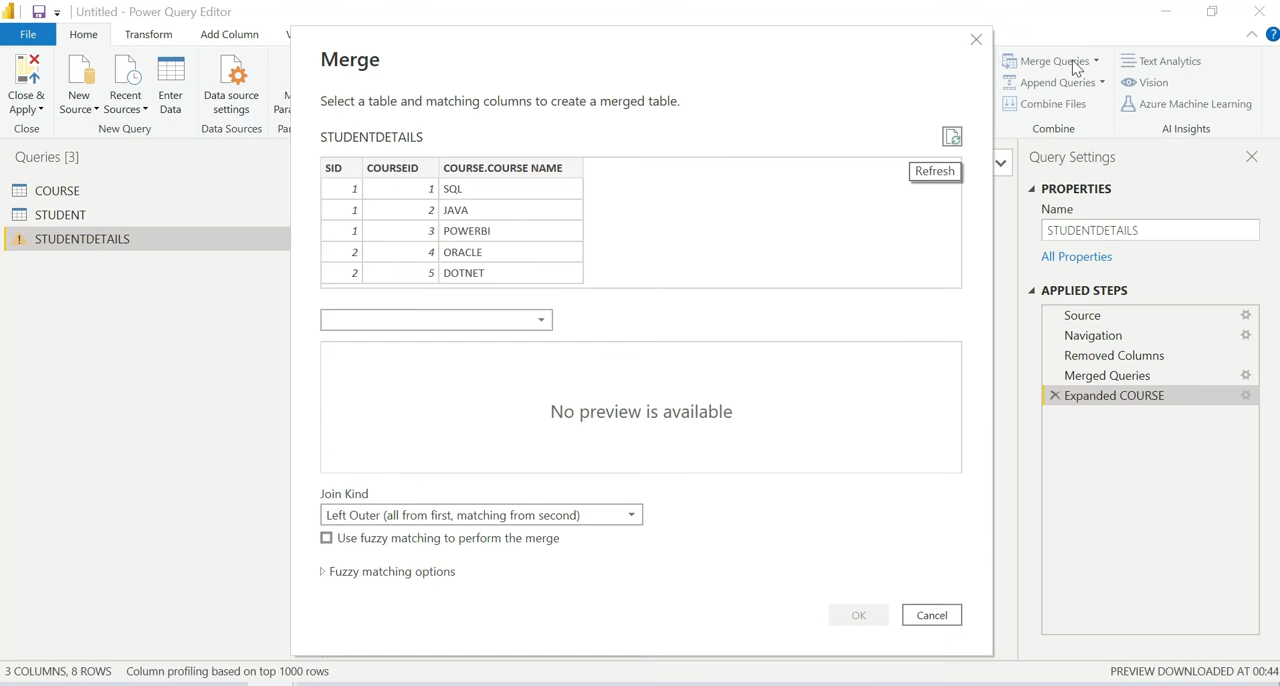 Untitled - Power Query Editor
File
Home
Transform
Add Column
V
Close & Apply
Close
New Source
Recent Sources
Enter Data
New Query
Data source settings
Data Sources
M
Para
Par
Merge Queries
Append Queries
Combine Files
Combine
Text Analytics
Vision
Azure Machine Learning
AI Insights
?
Queries [3]
COURSE
STUDENT
STUDENTDETAILS
Merge
Select a table and matching columns to create a merged table.
STUDENTDETAILS
Refresh
SID COURSEID COURSE.COURSE NAME
1 1 SQL
1 2 JAVA
1 3 POWERBI
2 4 ORACLE
2 5 DOTNET
No preview is available
Join Kind
Left Outer (all from first, matching from second)
Use fuzzy matching to perform the merge
Fuzzy matching options
OK
Cancel
Query Settings
PROPERTIES
Name
STUDENTDETAILS
All Properties
APPLIED STEPS
Source
Navigation
Removed Columns
Merged Queries
Expanded COURSE
3 COLUMNS, 8 ROWS Column profiling based on top 1000 rows
PREVIEW DOWNLOADED AT 00:44